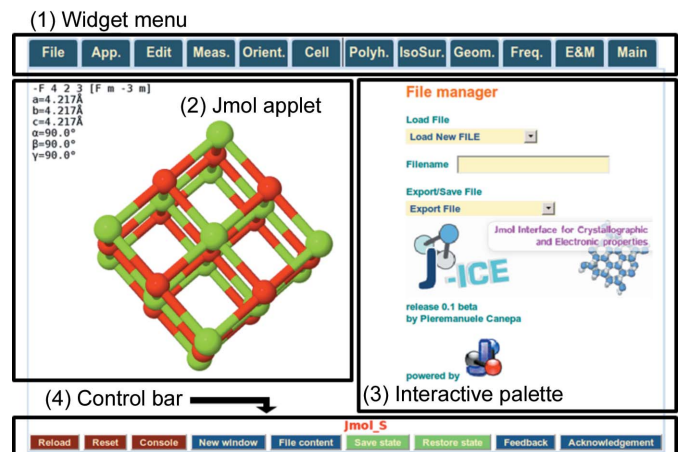 (1) Widget menu
File App. Edit Meas. Orient. Cell Polyh. IsoSur. Geom. Freq. E&M Main
-F 4 2 3 [F m -3 m]
a=4.217Å
b=4.217Å
c=4.217Å
α=90.0°
β=90.0°
γ=90.0°
(2) Jmol applet
File manager
Load File
Load New FILE
Filename
Export/Save File
Export File
Jmol Interface for Crystallographic
and Electronic properties
J-ICE
release 0.1 beta
by Pieremanuele Canepa
powered by
(3) Interactive palette
(4) Control bar
Jmol_S
Reload Reset Console New window File content Save state Restore state Feedback Acknowledgement